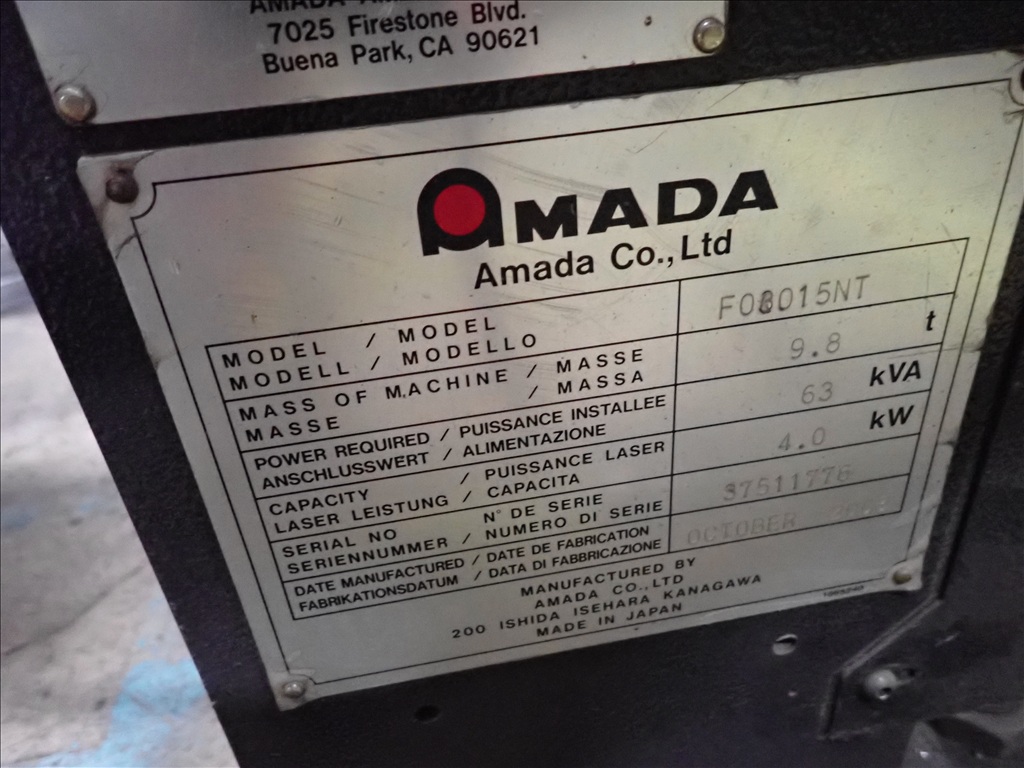 7025 Firestone Blvd.
Buena Park, CA 90621
AMADA
Amada Co., Ltd
MODEL / MODEL
MODELL / MODELLO
F03015NT
MASS OF MACHINE / MASSE
MASSE / MASSA
9.8 t
POWER REQUIRED / PUISSANCE INSTALLEE
ANSCHLUSSWERT / ALIMENTAZIONE
63 kVA
CAPACITY / PUISSANCE LASER
LASER LEISTUNG / CAPACITA
4.0 kW
SERIAL NO N° DE SERIE
SERIENNUMMER / NUMERO DI SERIE
37511776
DATE MANUFACTURED / DATE DE FABRICATION
FABRIKATIONSDATUM / DATA DI FABBRICAZIONE
OCTOBER
MANUFACTURED BY
AMADA CO., LTD
200 ISHIDA ISEHARA KANAGAWA
MADE IN JAPAN